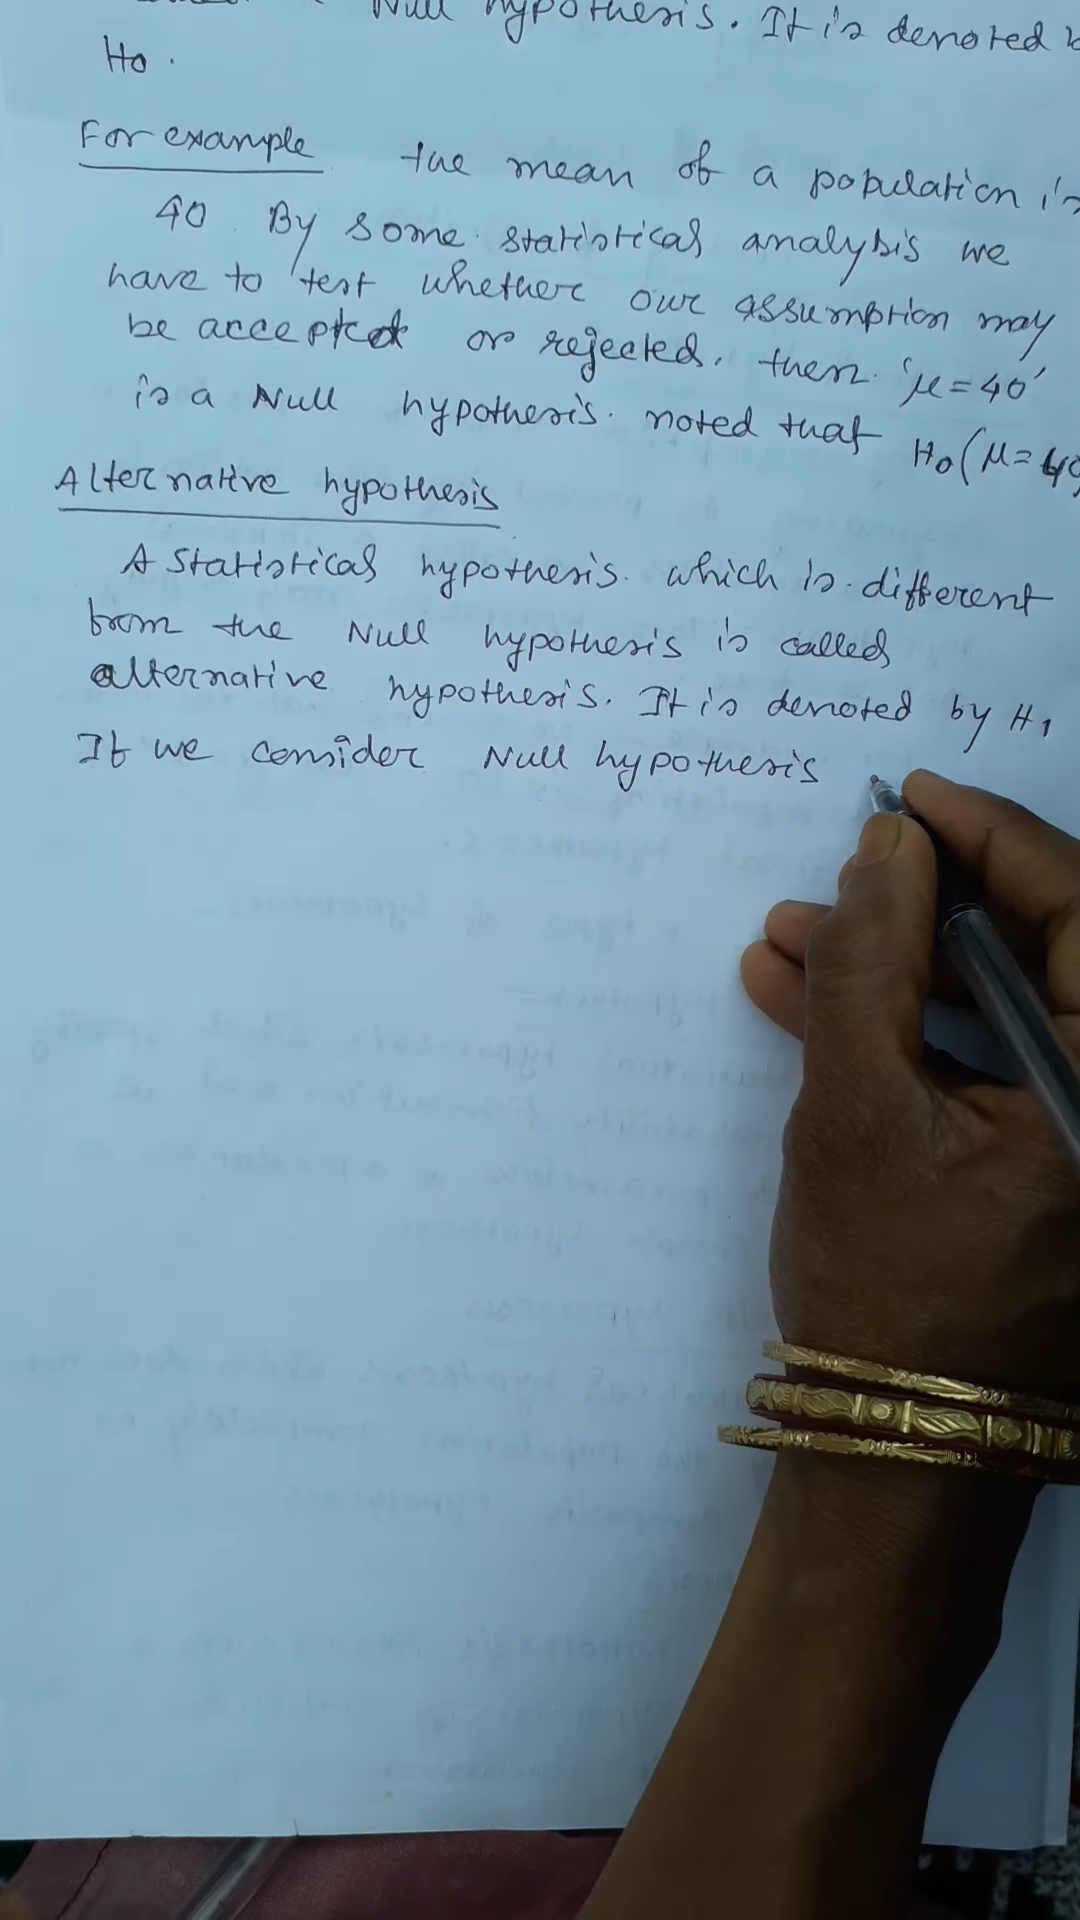 Null hypothesis. It is denoted
Ho.
For example the mean of a population is
40 By some statistical analysis we
have to test whether our assumption may
be accepted or rejected. then 'μ=40'
is a Null hypothesis. noted that Ho(μ=40
Alternative hypothesis
A Statistical hypothesis. which is different
from the Null hypothesis is called
alternative hypothesis. It is denoted by H1
If we consider Null hypothesis